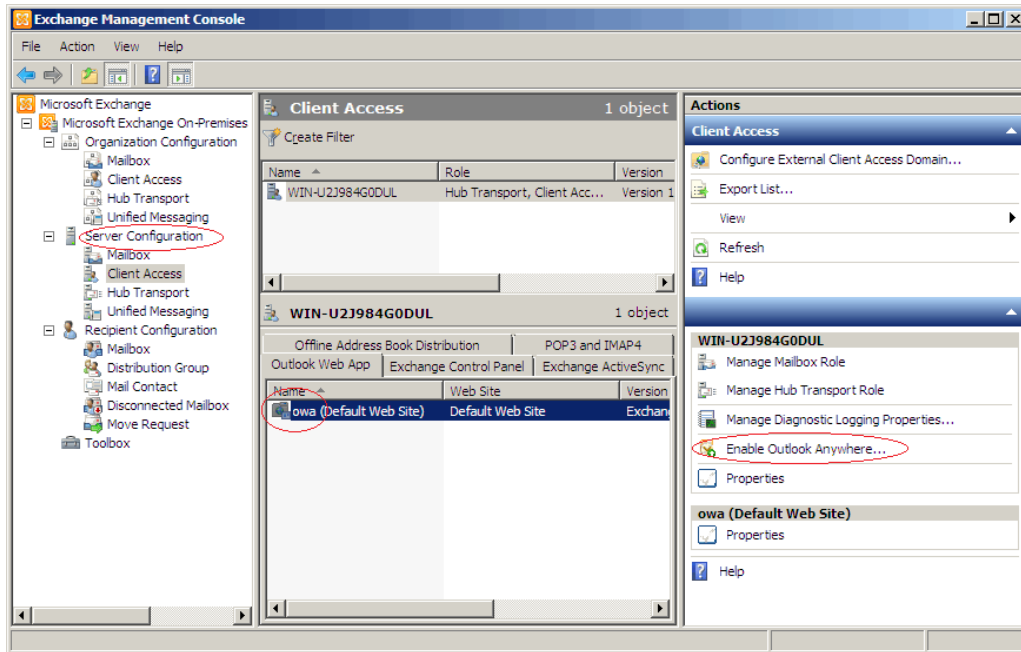 Exchange Management Console
File Action View Help
Microsoft Exchange
Microsoft Exchange On-Premises
Organization Configuration
Mailbox
Client Access
Hub Transport
Unified Messaging
Server Configuration
Mailbox
Client Access
Hub Transport
Unified Messaging
Recipient Configuration
Mailbox
Distribution Group
Mail Contact
Disconnected Mailbox
Move Request
Toolbox
Client Access 1 object
Create Filter
Name Role Version
WIN-U2J984G0DUL Hub Transport, Client Acc... Version 1
WIN-U2J984G0DUL 1 object
Offline Address Book Distribution POP3 and IMAP4
Outlook Web App Exchange Control Panel Exchange ActiveSync
Name Web Site Version
owa (Default Web Site) Default Web Site Exchan
Actions
Client Access
Configure External Client Access Domain...
Export List...
View
Refresh
Help
WIN-U2J984G0DUL
Manage Mailbox Role
Manage Hub Transport Role
Manage Diagnostic Logging Properties...
Enable Outlook Anywhere...
Properties
owa (Default Web Site)
Properties
Help